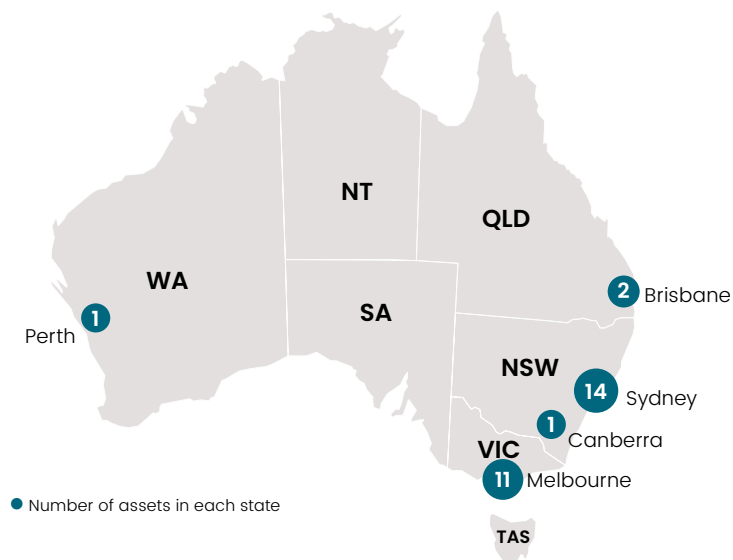 NT
QLD
WA
2
Brisbane
SA
1
Perth
NSW
14
Sydney
1
Canberra
VIC
11
Melbourne
Number of assets in each state
TAS